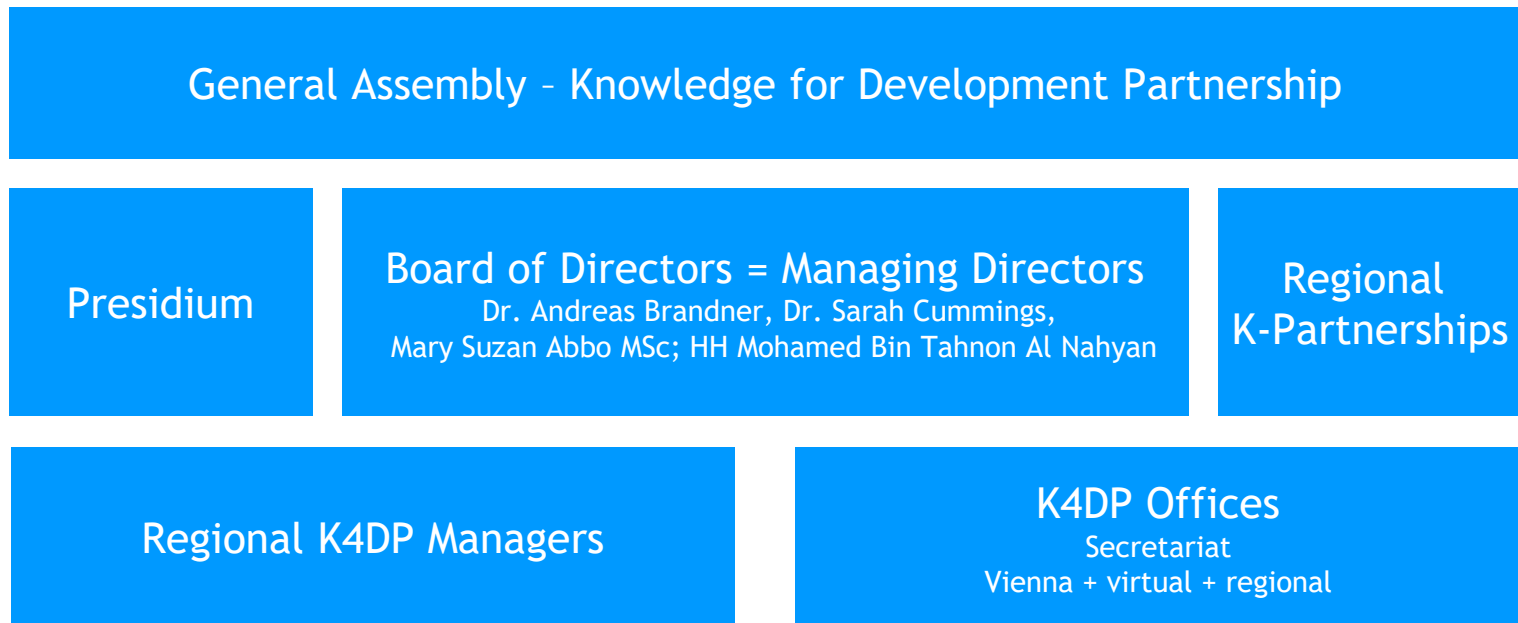 General Assembly – Knowledge for Development Partnership
Presidium
Board of Directors = Managing Directors
Dr. Andreas Brandner, Dr. Sarah Cummings,
Mary Suzan Abbo MSc; HH Mohamed Bin Tahnon Al Nahyan
Regional
K-Partnerships
Regional K4DP Managers
K4DP Offices
Secretariat
Vienna + virtual + regional